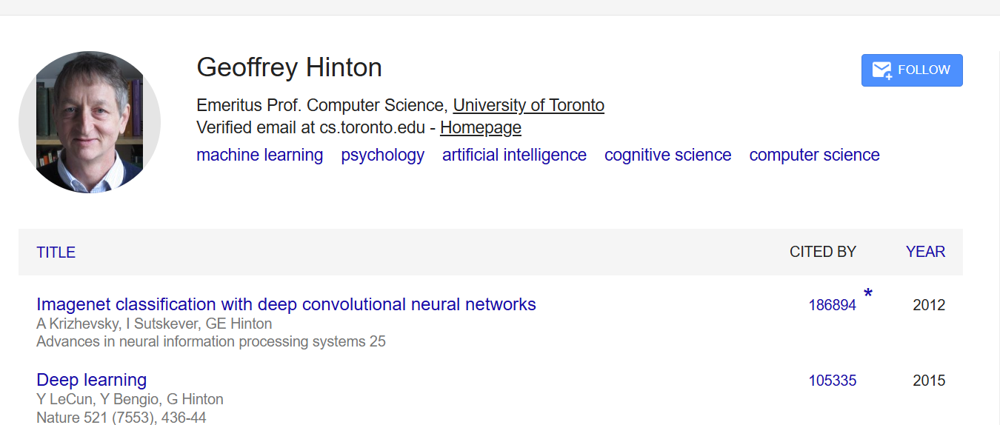 Geoffrey Hinton
FOLLOW
Emeritus Prof. Computer Science, University of Toronto
Verified email at cs.toronto.edu - Homepage
machine learning psychology artificial intelligence cognitive science computer science
TITLE CITED BY YEAR
Imagenet classification with deep convolutional neural networks 186894 * 2012
A Krizhevsky, I Sutskever, GE Hinton
Advances in neural information processing systems 25
Deep learning 105335 2015
Y LeCun, Y Bengio, G Hinton
Nature 521 (7553), 436-44